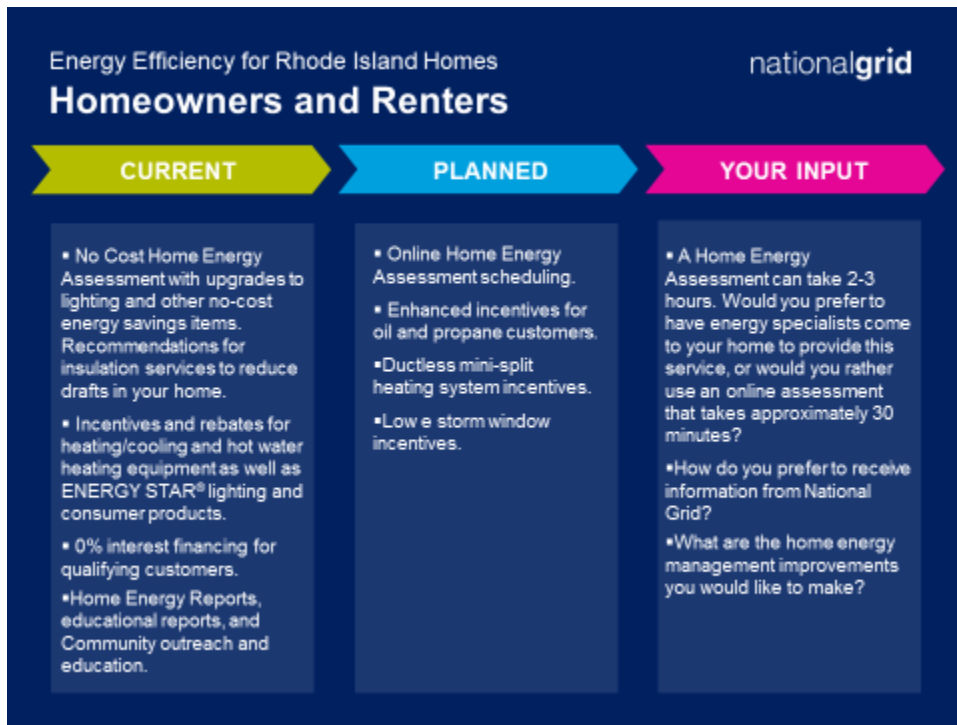 Energy Efficiency for Rhode Island Homes
Homeowners and Renters
nationalgrid
CURRENT
▪ No Cost Home Energy
Assessment with upgrades to
lighting and other no-cost
energy savings items.
Recommendations for
insulation services to reduce
drafts in your home.
▪ Incentives and rebates for
heating/cooling and hot water
heating equipment as well as
ENERGY STAR® lighting and
consumer products.
▪ 0% interest financing for
qualifying customers.
▪Home Energy Reports,
educational reports, and
Community outreach and
education.
PLANNED
▪ Online Home Energy
Assessment scheduling.
▪ Enhanced incentives for
oil and propane customers.
▪Ductless mini-split
heating system incentives.
▪Low e storm window
incentives.
YOUR INPUT
▪ A Home Energy
Assessment can take 2-3
hours. Would you prefer to
have energy specialists come
to your home to provide this
service, or would you rather
use an online assessment
that takes approximately 30
minutes?
▪How do you prefer to receive
information from National
Grid?
▪What are the home energy
management improvements
you would like to make?